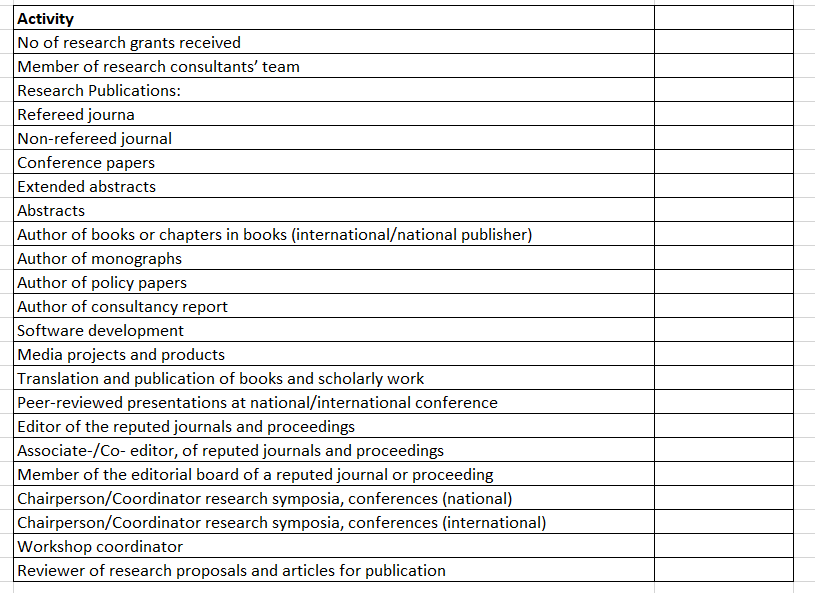 Activity
No of research grants received
Member of research consultants’ team
Research Publications:
Refereed journa
Non-refereed journal
Conference papers
Extended abstracts
Abstracts
Author of books or chapters in books (international/national publisher)
Author of monographs
Author of policy papers
Author of consultancy report
Software development
Media projects and products
Translation and publication of books and scholarly work
Peer-reviewed presentations at national/international conference
Editor of the reputed journals and proceedings
Associate-/Co- editor, of reputed journals and proceedings
Member of the editorial board of a reputed journal or proceeding
Chairperson/Coordinator research symposia, conferences (national)
Chairperson/Coordinator research symposia, conferences (international)
Workshop coordinator
Reviewer of research proposals and articles for publication